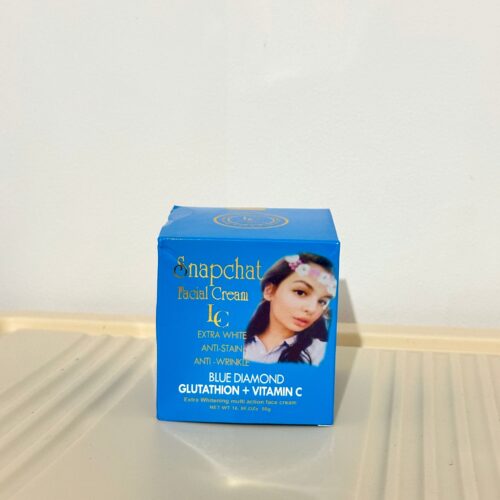 Snapchat
Facial Cream
LC
EXTRA WHITE
ANTI-STAIN
ANTI-WRINKLE
BLUE DIAMOND
GLUTATHION + VITAMIN C
Extra Whitening multi action face cream